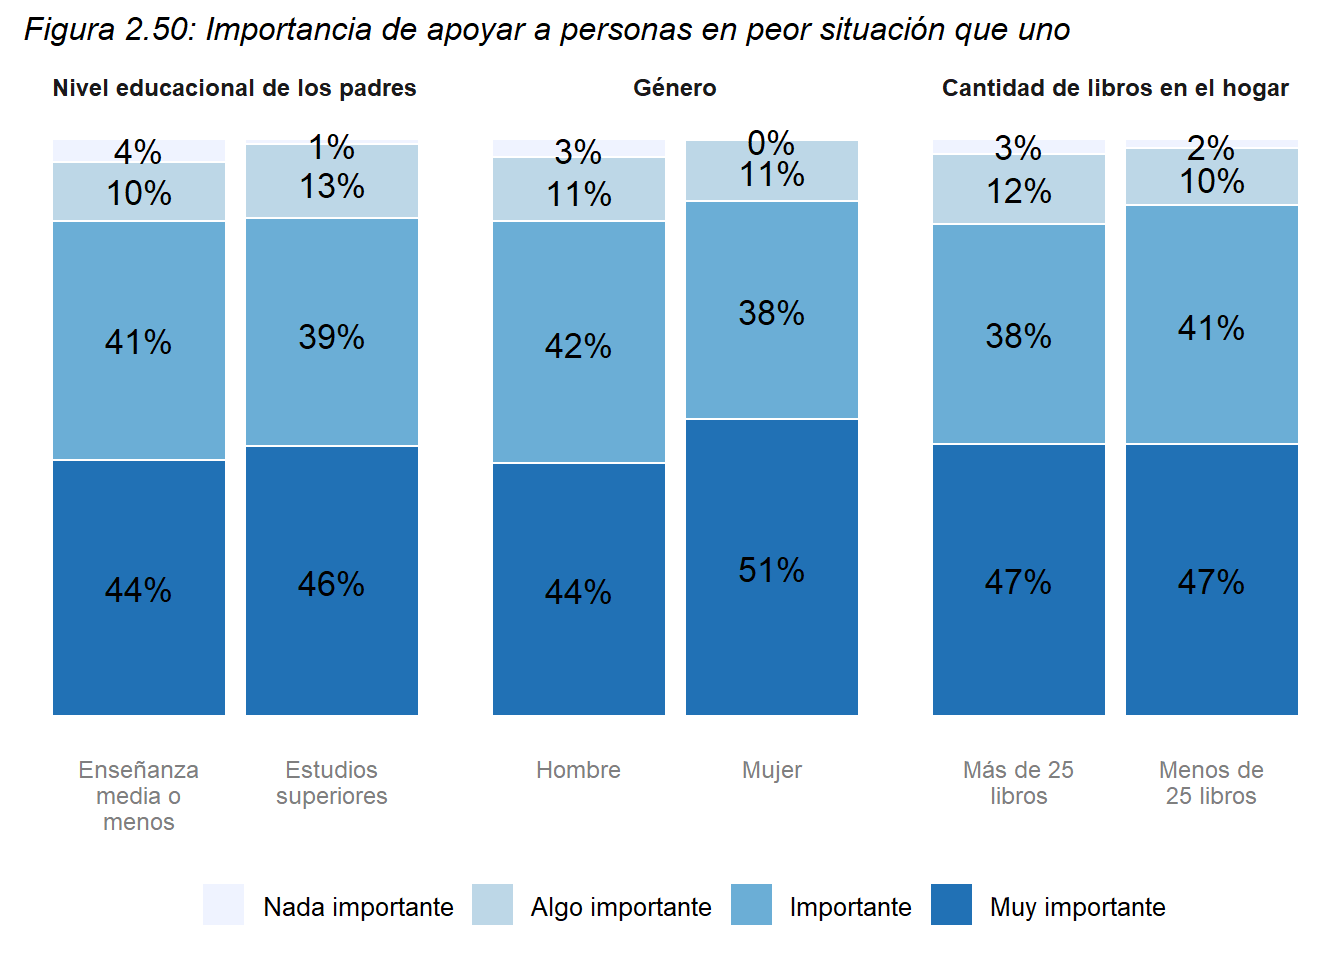 Figura 2.50: Importancia de apoyar a personas en peor situación que uno
Nivel educacional de los padres
Género
Cantidad de libros en el hogar
4%
1%
3%
0%
3%
2%
10%
13%
11%
11%
12%
10%
41%
39%
42%
38%
38%
41%
44%
46%
44%
51%
47%
47%
Enseñanza
media o
menos
Estudios
superiores
Hombre
Mujer
Más de 25
libros
Menos de
25 libros
Nada importante
Algo importante
Importante
Muy importante